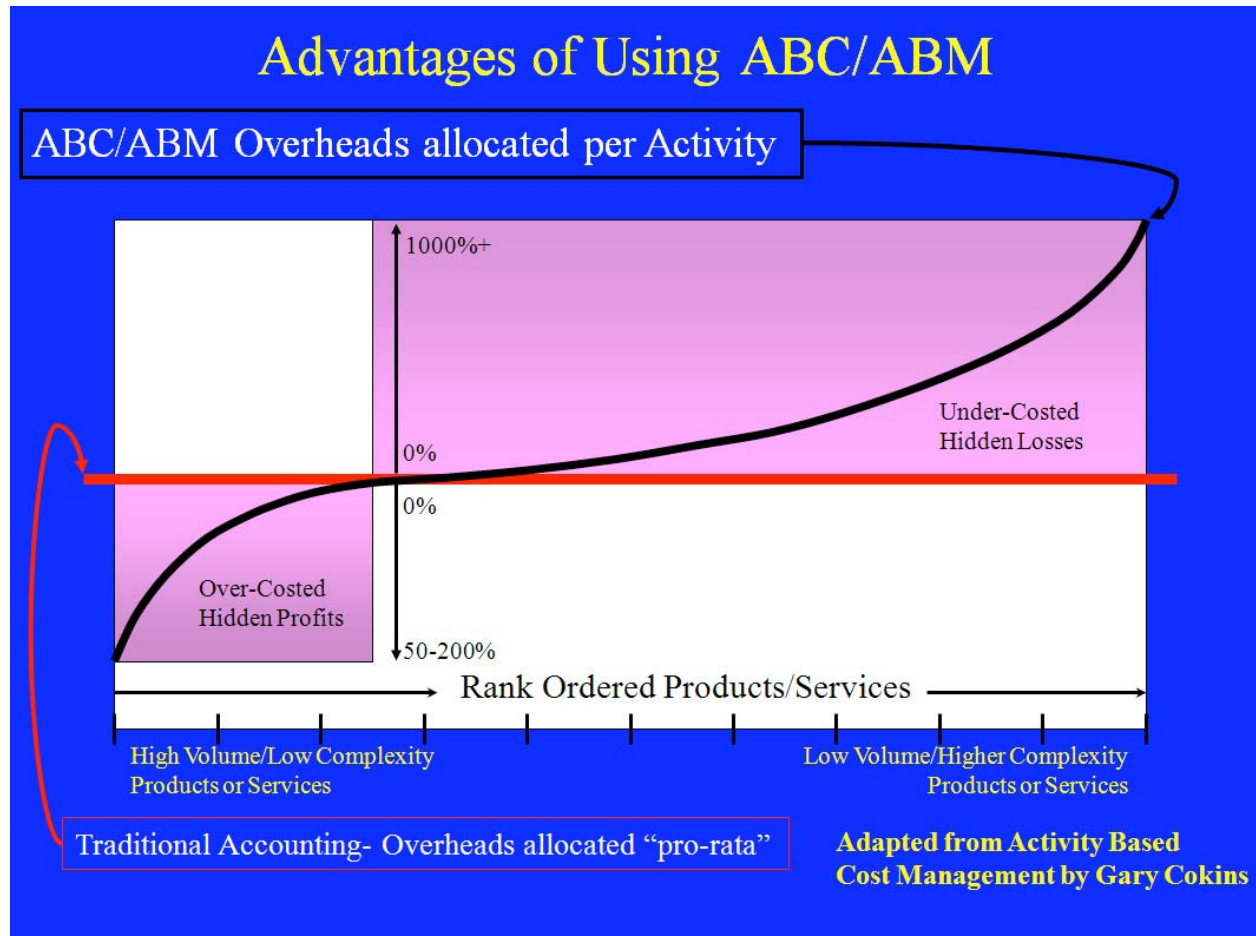 Advantages of Using ABC/ABM
ABC/ABM Overheads allocated per Activity
1000%+
Under-Costed
Hidden Losses
0%
0%
Over-Costed
Hidden Profits
50-200%
Rank Ordered Products/Services
High Volume/Low Complexity
Products or Services
Low Volume/Higher Complexity
Products or Services
Traditional Accounting- Overheads allocated “pro-rata”
Adapted from Activity Based
Cost Management by Gary Cokins